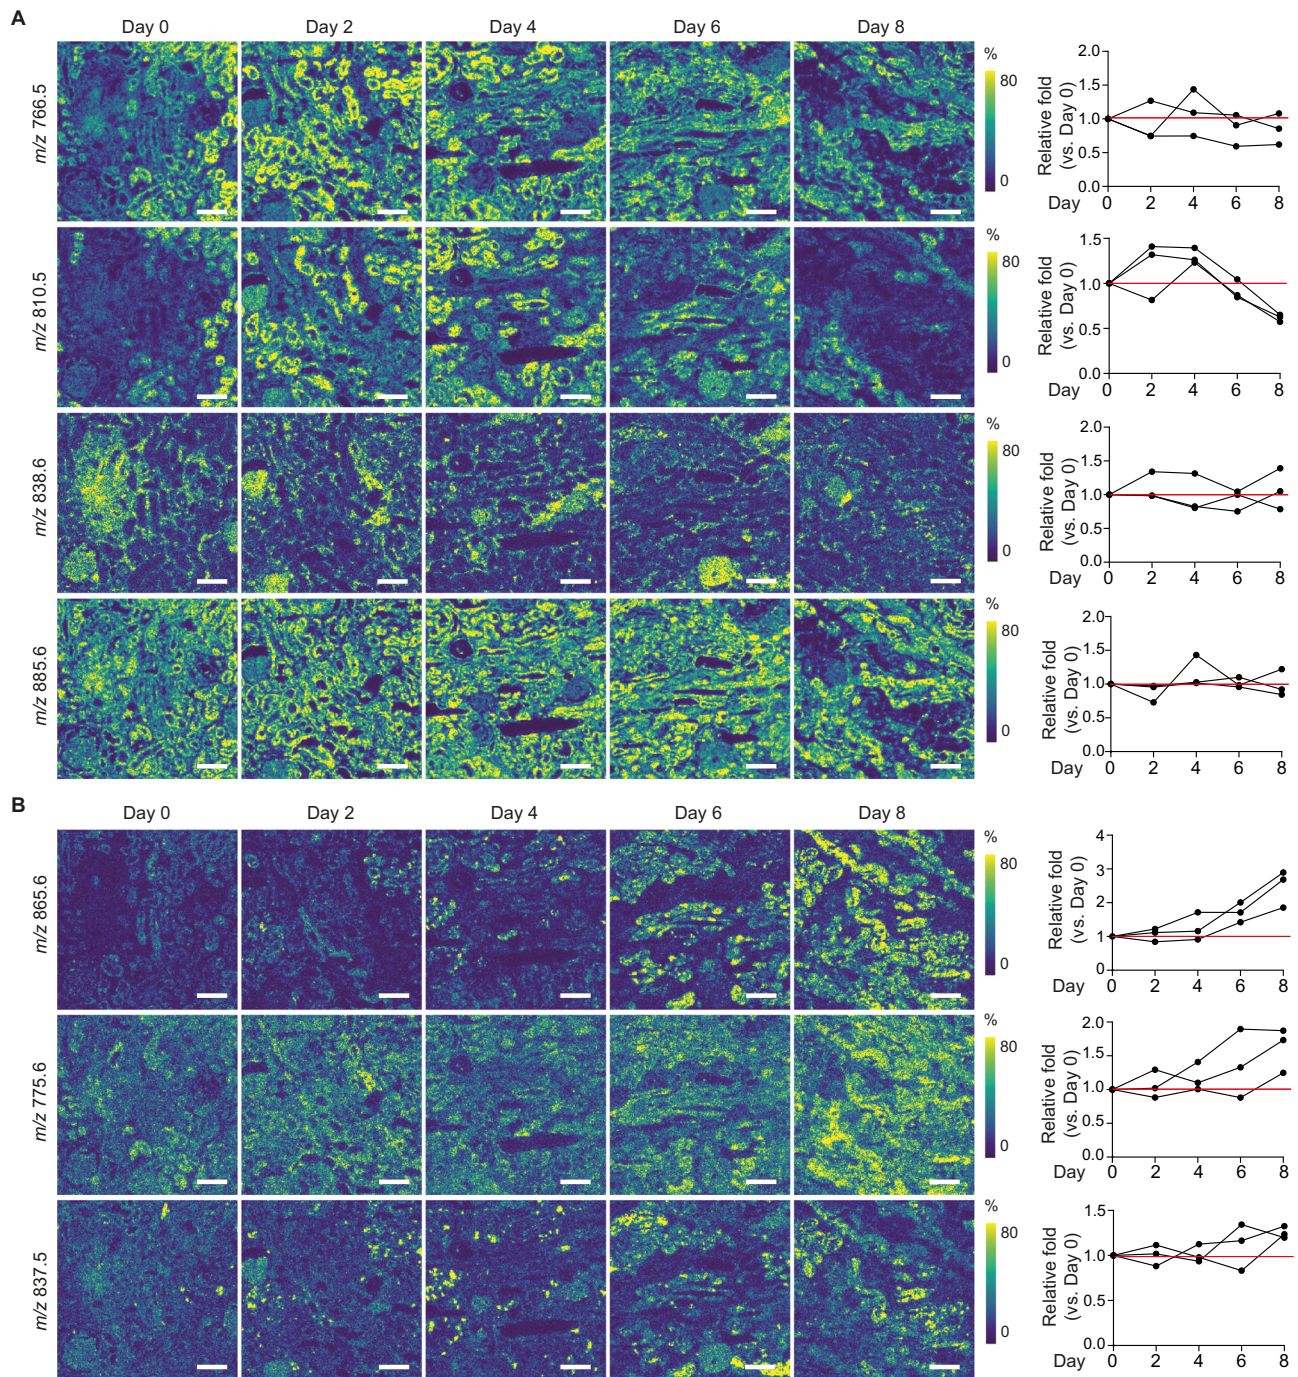 A
Day 0 Day 2 Day 4 Day 6 Day 8
m/z 766.5
%
80
0
Relative fold
(vs. Day 0)
2.0
1.5
1.0
0.5
0.0
Day 0 2 4 6 8
m/z 810.5
%
80
0
Relative fold
(vs. Day 0)
1.5
1.0
0.5
0.0
Day 0 2 4 6 8
m/z 838.6
%
80
0
Relative fold
(vs. Day 0)
2.0
1.5
1.0
0.5
0.0
Day 0 2 4 6 8
m/z 885.6
%
80
0
Relative fold
(vs. Day 0)
2.0
1.5
1.0
0.5
0.0
Day 0 2 4 6 8
B
Day 0 Day 2 Day 4 Day 6 Day 8
m/z 865.6
%
80
0
Relative fold
(vs. Day 0)
4
3
2
1
0
Day 0 2 4 6 8
m/z 775.6
%
80
0
Relative fold
(vs. Day 0)
2.0
1.5
1.0
0.5
0.0
Day 0 2 4 6 8
m/z 837.5
%
80
0
Relative fold
(vs. Day 0)
1.5
1.0
0.5
0.0
Day 0 2 4 6 8